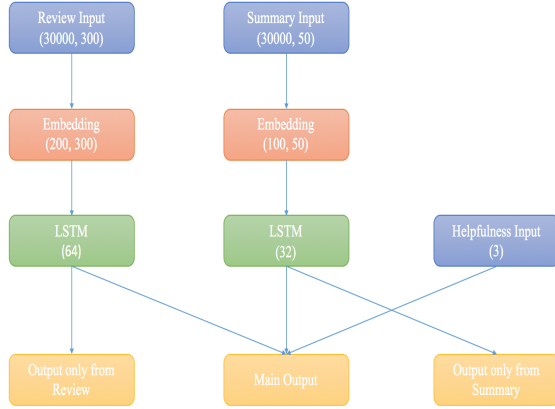 Review Input
(30000, 300)
Summary Input
(30000, 50)
Embedding
(200, 300)
Embedding
(100, 50)
LSTM
(64)
LSTM
(32)
Helpfulness Input
(3)
Output only from
Review
Main Output
Output only from
Summary